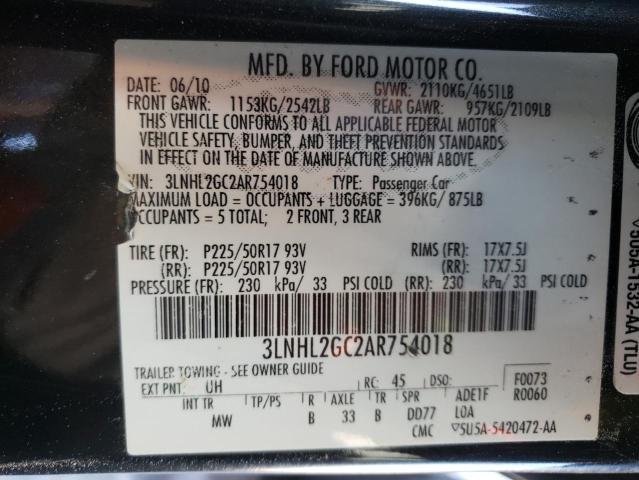 MFD. BY FORD MOTOR CO.
DATE: 06/10 GVWR: 2110KG/4651LB
FRONT GAWR: 1153KG/2542LB REAR GAWR: 957KG/2109LB
THIS VEHICLE CONFORMS TO ALL APPLICABLE FEDERAL MOTOR
VEHICLE SAFETY, BUMPER, AND THEFT PREVENTION STANDARDS
IN EFFECT ON THE DATE OF MANUFACTURE SHOWN ABOVE.
VIN: 3LNHL2GC2AR754018 TYPE: Passenger Car
MAXIMUM LOAD = OCCUPANTS + LUGGAGE = 396KG/ 875LB
OCCUPANTS = 5 TOTAL; 2 FRONT, 3 REAR
TIRE (FR): P225/50R17 93V RIMS (FR): 17X7.5J
(RR): P225/50R17 93V (RR): 17X7.5J
PRESSURE (FR): 230 kPa/ 33 PSI COLD (RR): 230 kPa/ 33 PSI COLD
3LNHL2GC2AR754018
TRAILER TOWING - SEE OWNER GUIDE
EXT PNT: UH RC: 45 DSO: F0073
INT TR TP/PS R AXLE TR SPR ADE1F R0060
MW B 33 B DD77 LOA
CMC 5U5A-5420472-AA
5U5A-1532-AA (TLU)